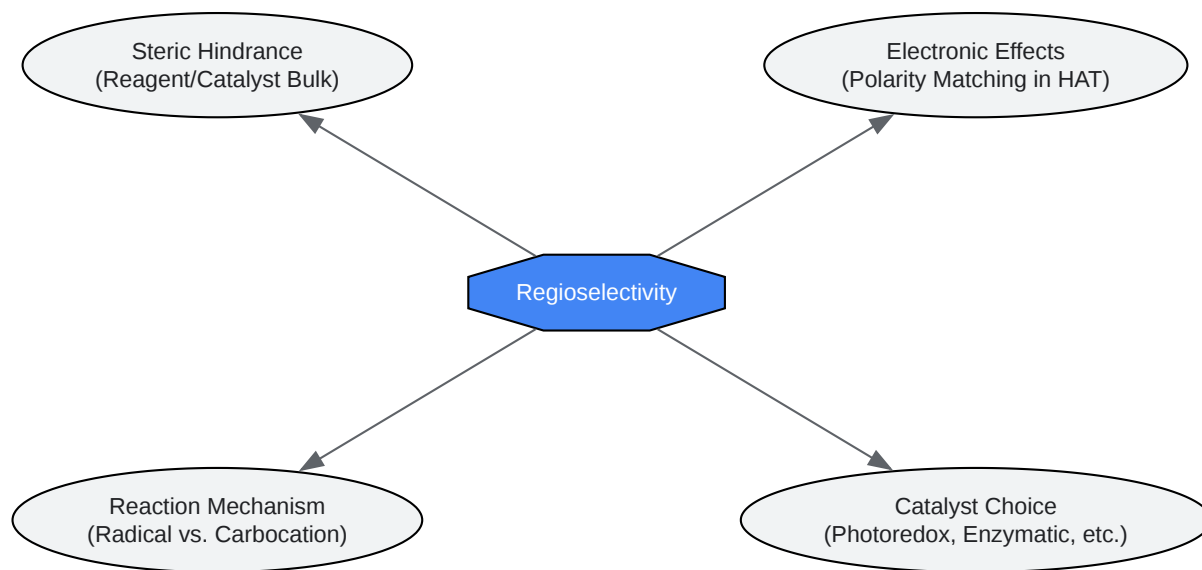 Steric Hindrance
(Reagent/Catalyst Bulk)
Electronic Effects
(Polarity Matching in HAT)
Regioselectivity
Reaction Mechanism
(Radical vs. Carbocation)
Catalyst Choice
(Photoredox, Enzymatic, etc.)